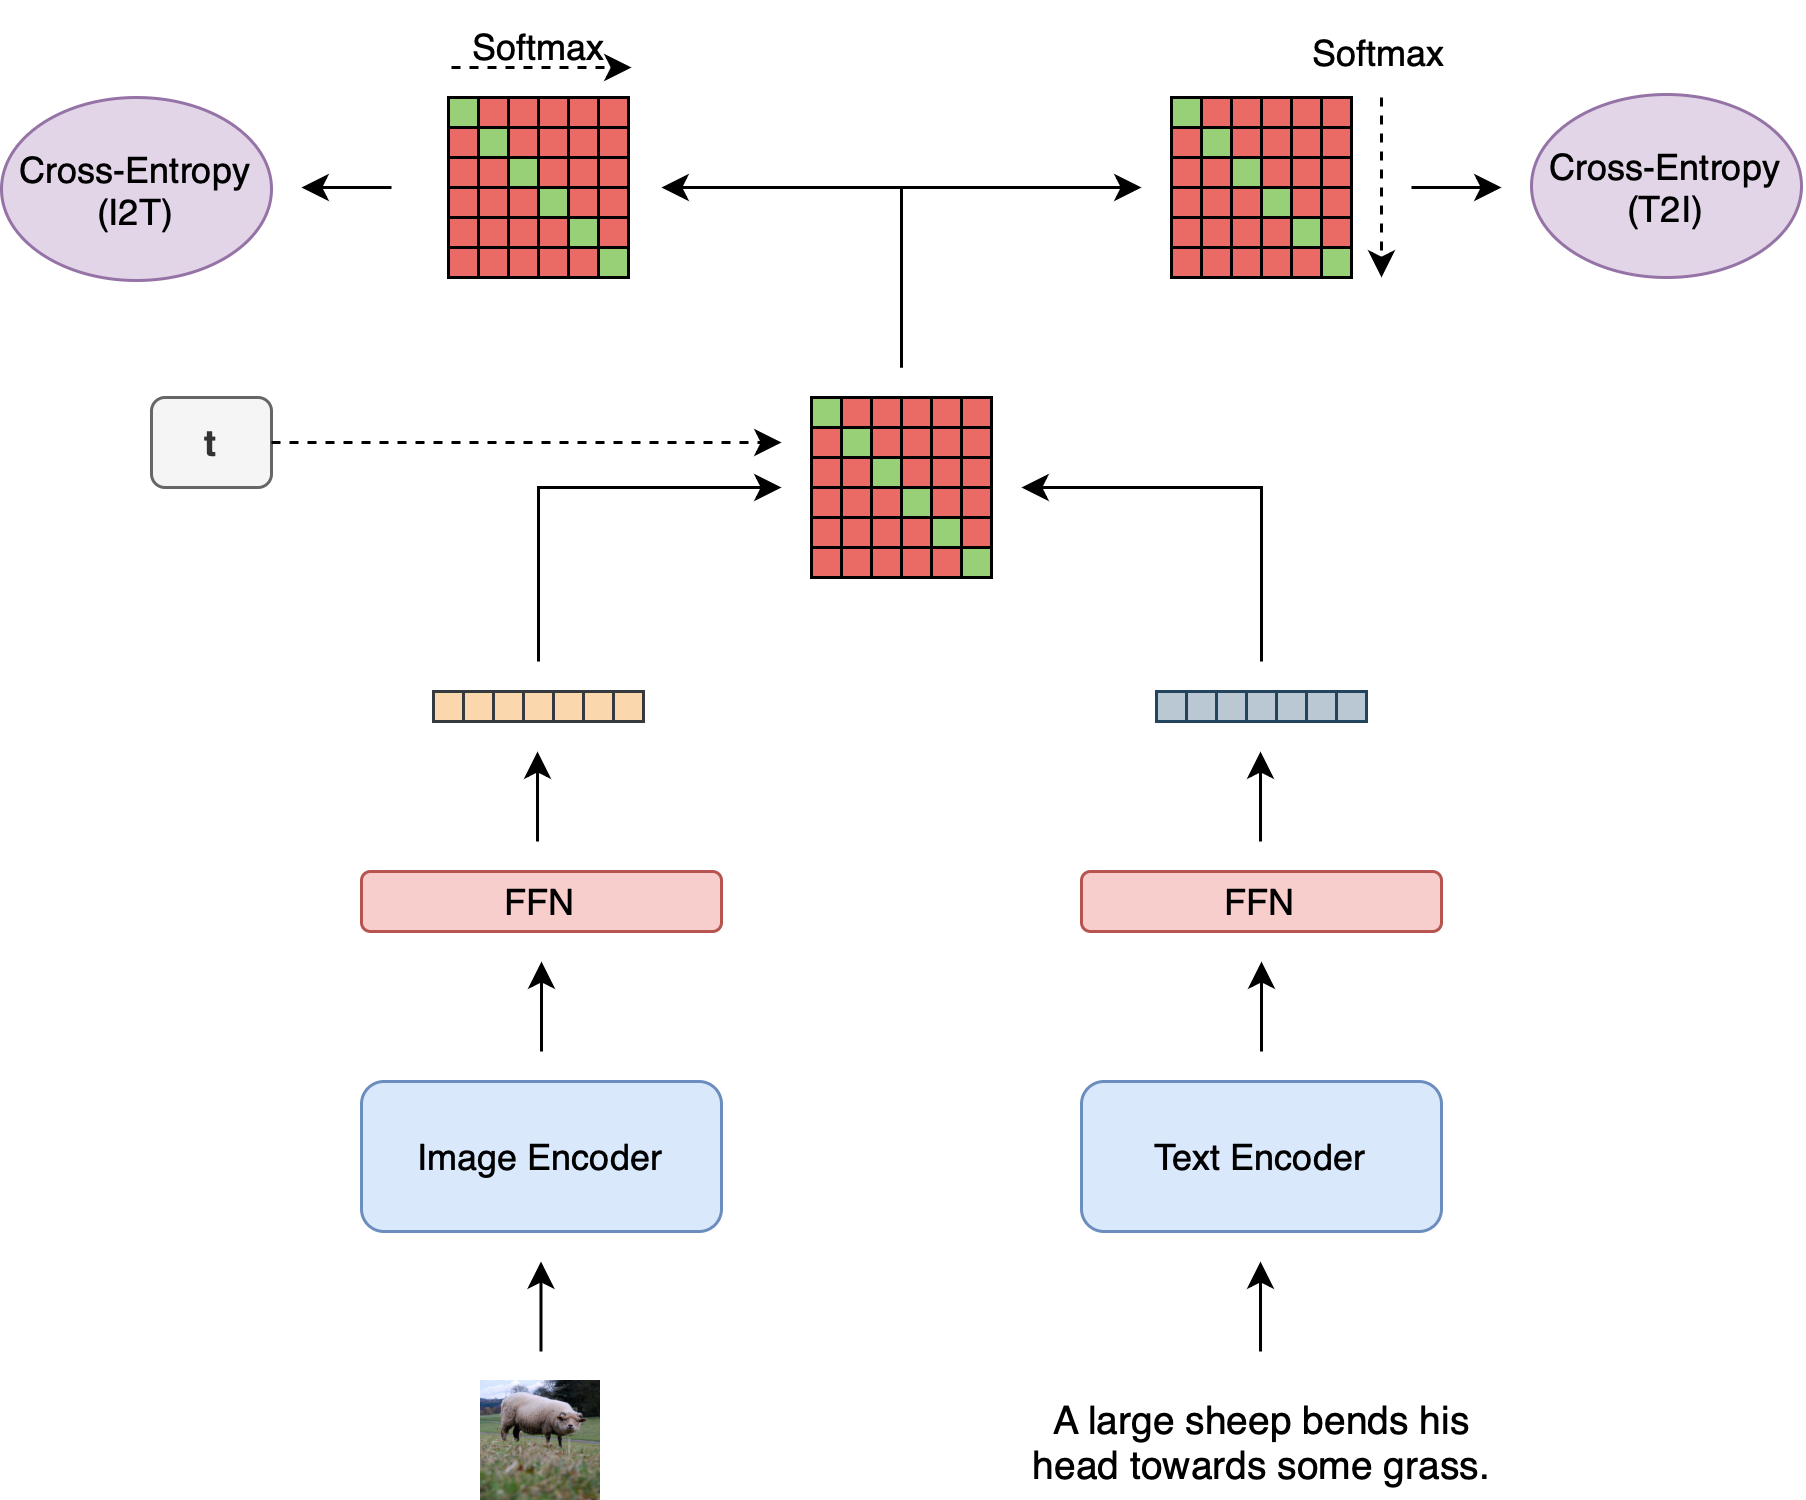 Softmax
Softmax
Cross-Entropy
(I2T)
Cross-Entropy
(T2I)
t
FFN
FFN
Image Encoder
Text Encoder
A large sheep bends his
head towards some grass.